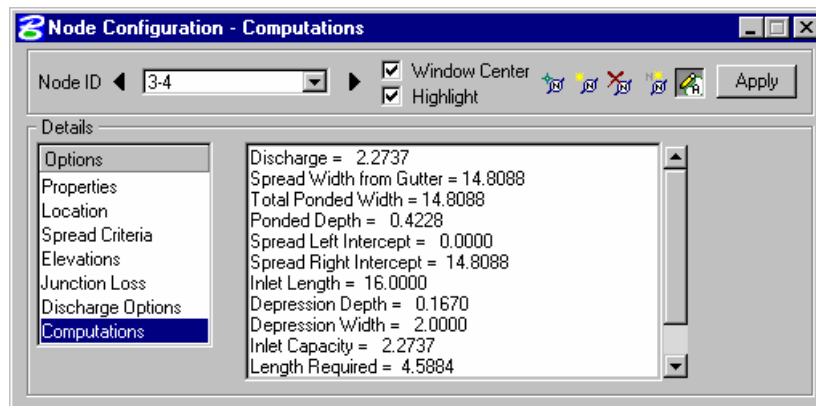 Node Configuration - Computations
Node ID 3-4 Window Center
Highlight
Apply
Details
Options
Properties
Location
Spread Criteria
Elevations
Junction Loss
Discharge Options
Computations
Discharge = 2.2737
Spread Width from Gutter = 14.8088
Total Ponded Width = 14.8088
Ponded Depth = 0.4228
Spread Left Intercept = 0.0000
Spread Right Intercept = 14.8088
Inlet Length = 16.0000
Depression Depth = 0.1670
Depression Width = 2.0000
Inlet Capacity = 2.2737
Length Required = 4.5884